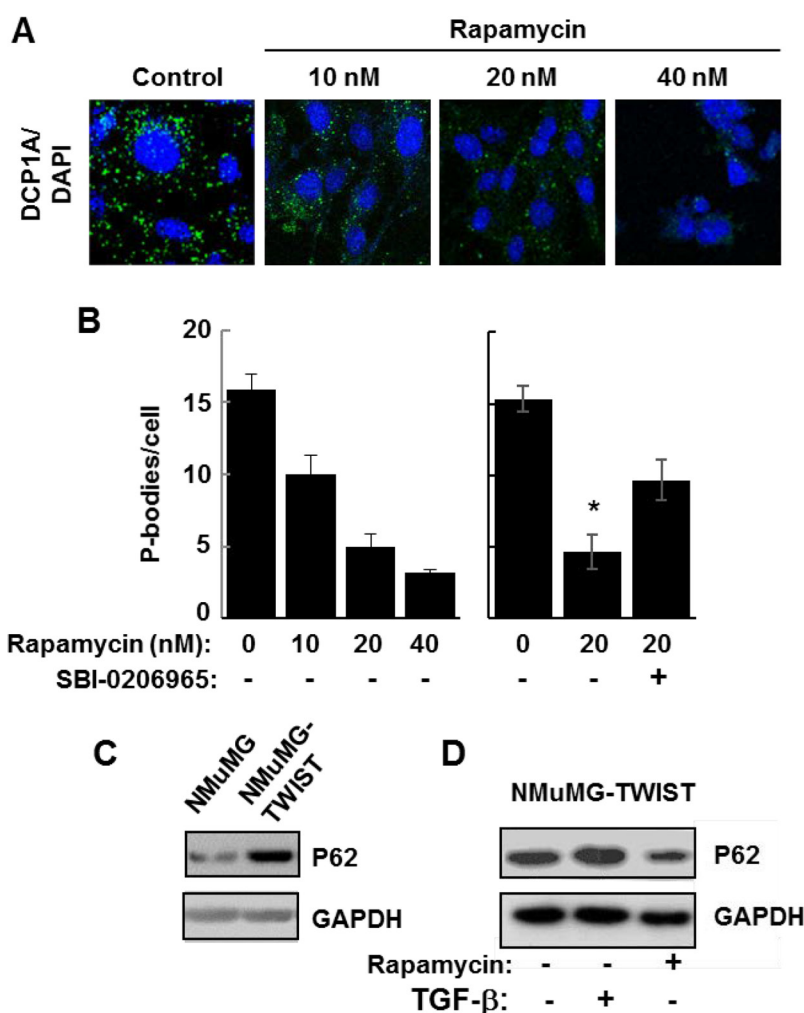 A
Rapamycin
Control
10 nM
20 nM
40 nM
DCP1A/
DAPI
B
P-bodies/cell
20
15
10
5
0
*
Rapamycin (nM): 0 10 20 40 0 20 20
SBI-0206965: - - - - - - +
C
NMuMG
NMuMG-
TWIST
P62
GAPDH
D
NMuMG-TWIST
P62
GAPDH
Rapamycin: - - +
TGF-β: - + -